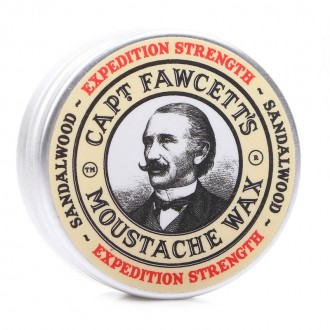 ~ EXPEDITION STRENGTH ~
SANDALWOOD
CAPT FAWCETT'S
™
®
MOUSTACHE WAX
SANDALWOOD
~ EXPEDITION STRENGTH ~